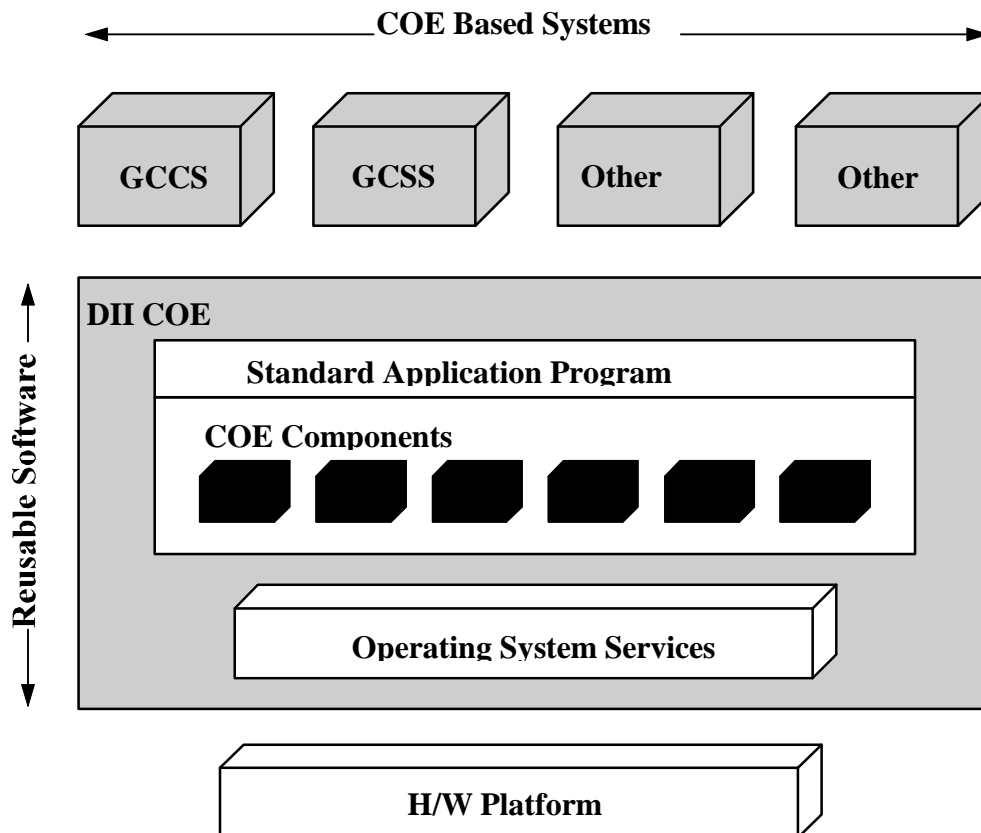 COE Based Systems
GCCS
GCSS
Other
Other
DII COE
Standard Application Program
COE Components
Reusable Software
Operating System Services
H/W Platform